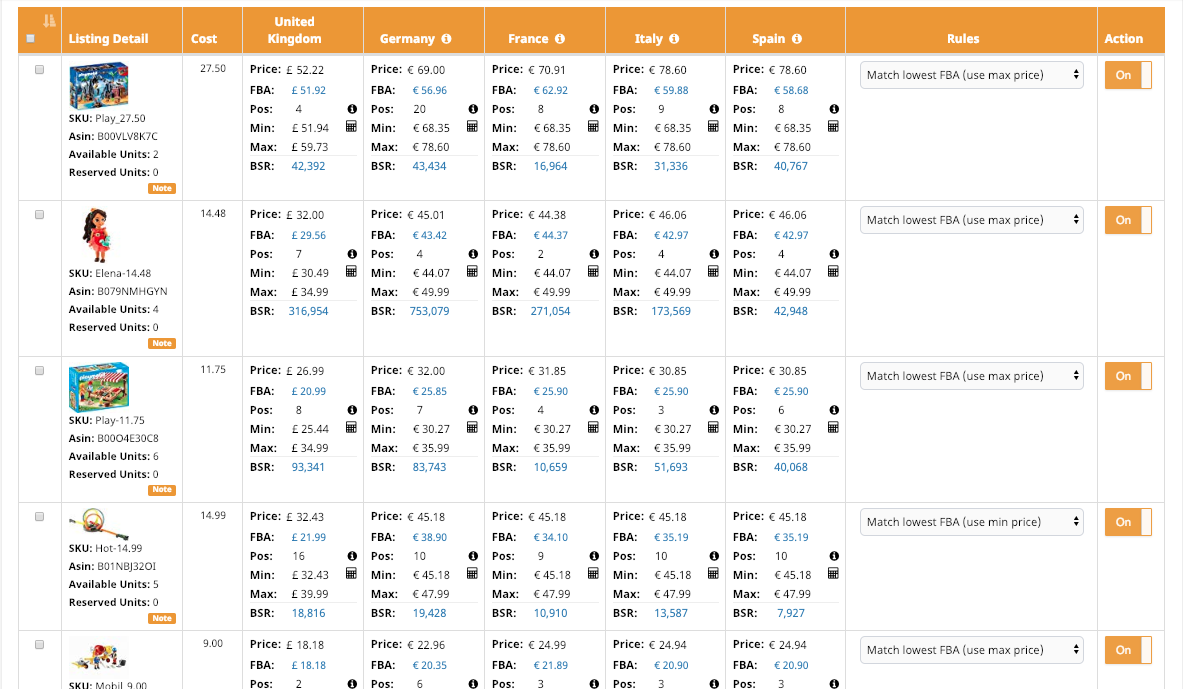 United
Listing Detail Cost Kingdom Germany France Italy Spain Rules Action
27.50 Price: £ 52.22 Price: € 69.00 Price: € 70.91 Price: € 78.60 Price: € 78.60 Match lowest FBA (use max price) On
FBA: £ 51.92 FBA: € 56.96 FBA: € 62.92 FBA: € 59.88 FBA: € 58.68
Pos: 4 Pos: 20 Pos: 8 Pos: 9 Pos: 8
SKU: Play_27.50 Min: £ 51.94 Min: € 68.35 Min: € 68.35 Min: € 68.35 Min: € 68.35
Asin: B00VLV8K7C Max: £ 59.73 Max: € 78.60 Max: € 78.60 Max: € 78.60 Max: € 78.60
Available Units: 2 BSR: 42,392 BSR: 43,434 BSR: 16,964 BSR: 31,336 BSR: 40,767
Reserved Units: 0
Note
14.48 Price: £ 32.00 Price: € 45.01 Price: € 44.38 Price: € 46.06 Price: € 46.06 Match lowest FBA (use max price) On
FBA: £ 29.56 FBA: € 43.42 FBA: € 44.37 FBA: € 42.97 FBA: € 42.97
Pos: 7 Pos: 4 Pos: 2 Pos: 4 Pos: 4
SKU: Elena-14.48 Min: £ 30.49 Min: € 44.07 Min: € 44.07 Min: € 44.07 Min: € 44.07
Asin: B079NMHGYN Max: £ 34.99 Max: € 49.99 Max: € 49.99 Max: € 49.99 Max: € 49.99
Available Units: 4 BSR: 316,954 BSR: 753,079 BSR: 271,054 BSR: 173,569 BSR: 42,948
Reserved Units: 0
Note
11.75 Price: £ 26.99 Price: € 32.00 Price: € 31.85 Price: € 30.85 Price: € 30.85 Match lowest FBA (use max price) On
FBA: £ 20.99 FBA: € 25.85 FBA: € 25.90 FBA: € 25.90 FBA: € 25.90
Pos: 8 Pos: 7 Pos: 4 Pos: 3 Pos: 6
SKU: Play-11.75 Min: £ 25.44 Min: € 30.27 Min: € 30.27 Min: € 30.27 Min: € 30.27
Asin: B00O4E30C8 Max: £ 34.99 Max: € 35.99 Max: € 35.99 Max: € 35.99 Max: € 35.99
Available Units: 6 BSR: 93,341 BSR: 83,743 BSR: 10,659 BSR: 51,693 BSR: 40,068
Reserved Units: 0
Note
14.99 Price: £ 32.43 Price: € 45.18 Price: € 45.18 Price: € 45.18 Price: € 45.18 Match lowest FBA (use min price) On
FBA: £ 21.99 FBA: € 38.90 FBA: € 34.10 FBA: € 35.19 FBA: € 35.19
SKU: Hot-14.99 Pos: 16 Pos: 10 Pos: 9 Pos: 10 Pos: 10
Asin: B01NBJ32OI Min: £ 32.43 Min: € 45.18 Min: € 45.18 Min: € 45.18 Min: € 45.18
Available Units: 5 Max: £ 39.99 Max: € 47.99 Max: € 47.99 Max: € 47.99 Max: € 47.99
Reserved Units: 0 BSR: 18,816 BSR: 19,428 BSR: 10,910 BSR: 13,587 BSR: 7,927
Note
9.00 Price: £ 18.18 Price: € 22.96 Price: € 24.99 Price: € 24.94 Price: € 24.94 Match lowest FBA (use max price) On
FBA: £ 18.18 FBA: € 20.35 FBA: € 21.89 FBA: € 20.90 FBA: € 20.90
SKU: Mobil_9.00 Pos: 2 Pos: 6 Pos: 3 Pos: 3 Pos: 3